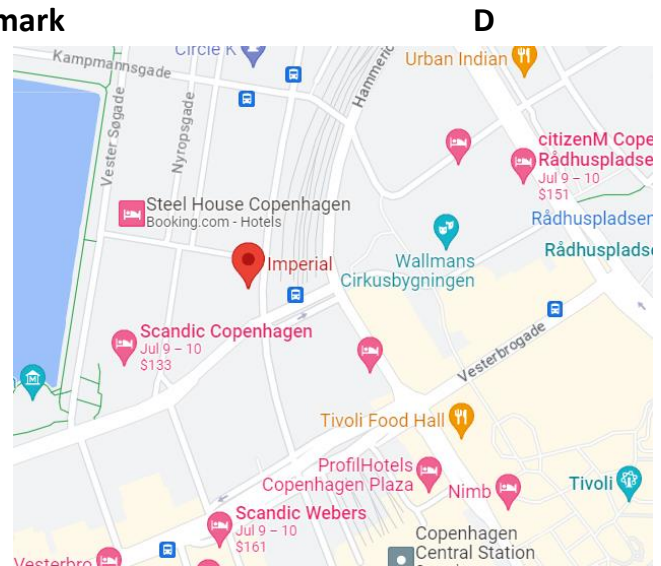 mark
D
Circle K
Kampmannsgade
Hammeric
Urban Indian
Vester Søgade
Nyropsgade
citizenM Cope
Rådhuspladse
Jul 9 – 10
$151
Steel House Copenhagen
Booking.com - Hotels
Rådhuspladsen
Rådhuspladse
Wallmans
Cirkusbygningen
Imperial
Scandic Copenhagen
Jul 9 – 10
$133
Vesterbrogade
Tivoli Food Hall
ProfilHotels
Copenhagen Plaza
Nimb
Tivoli
Scandic Webers
Jul 9 – 10
$161
Copenhagen
Central Station
Vesterbro